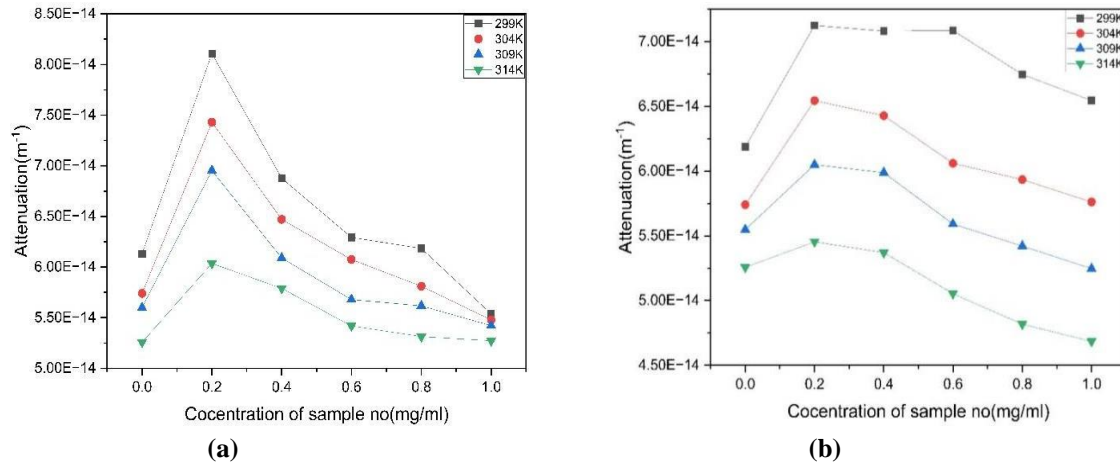 8.50E−14
8.00E−14
7.50E−14
7.00E−14
6.50E−14
6.00E−14
5.50E−14
5.00E−14
Attenuation(m⁻¹)
299K
304K
309K
314K
0.0 0.2 0.4 0.6 0.8 1.0
Cocentration of sample no(mg/ml)
(a)
7.00E−14
6.50E−14
6.00E−14
5.50E−14
5.00E−14
4.50E−14
Attenuation(m⁻¹)
299K
304K
309K
314K
0.0 0.2 0.4 0.6 0.8 1.0
Cocentration of sample no(mg/ml)
(b)